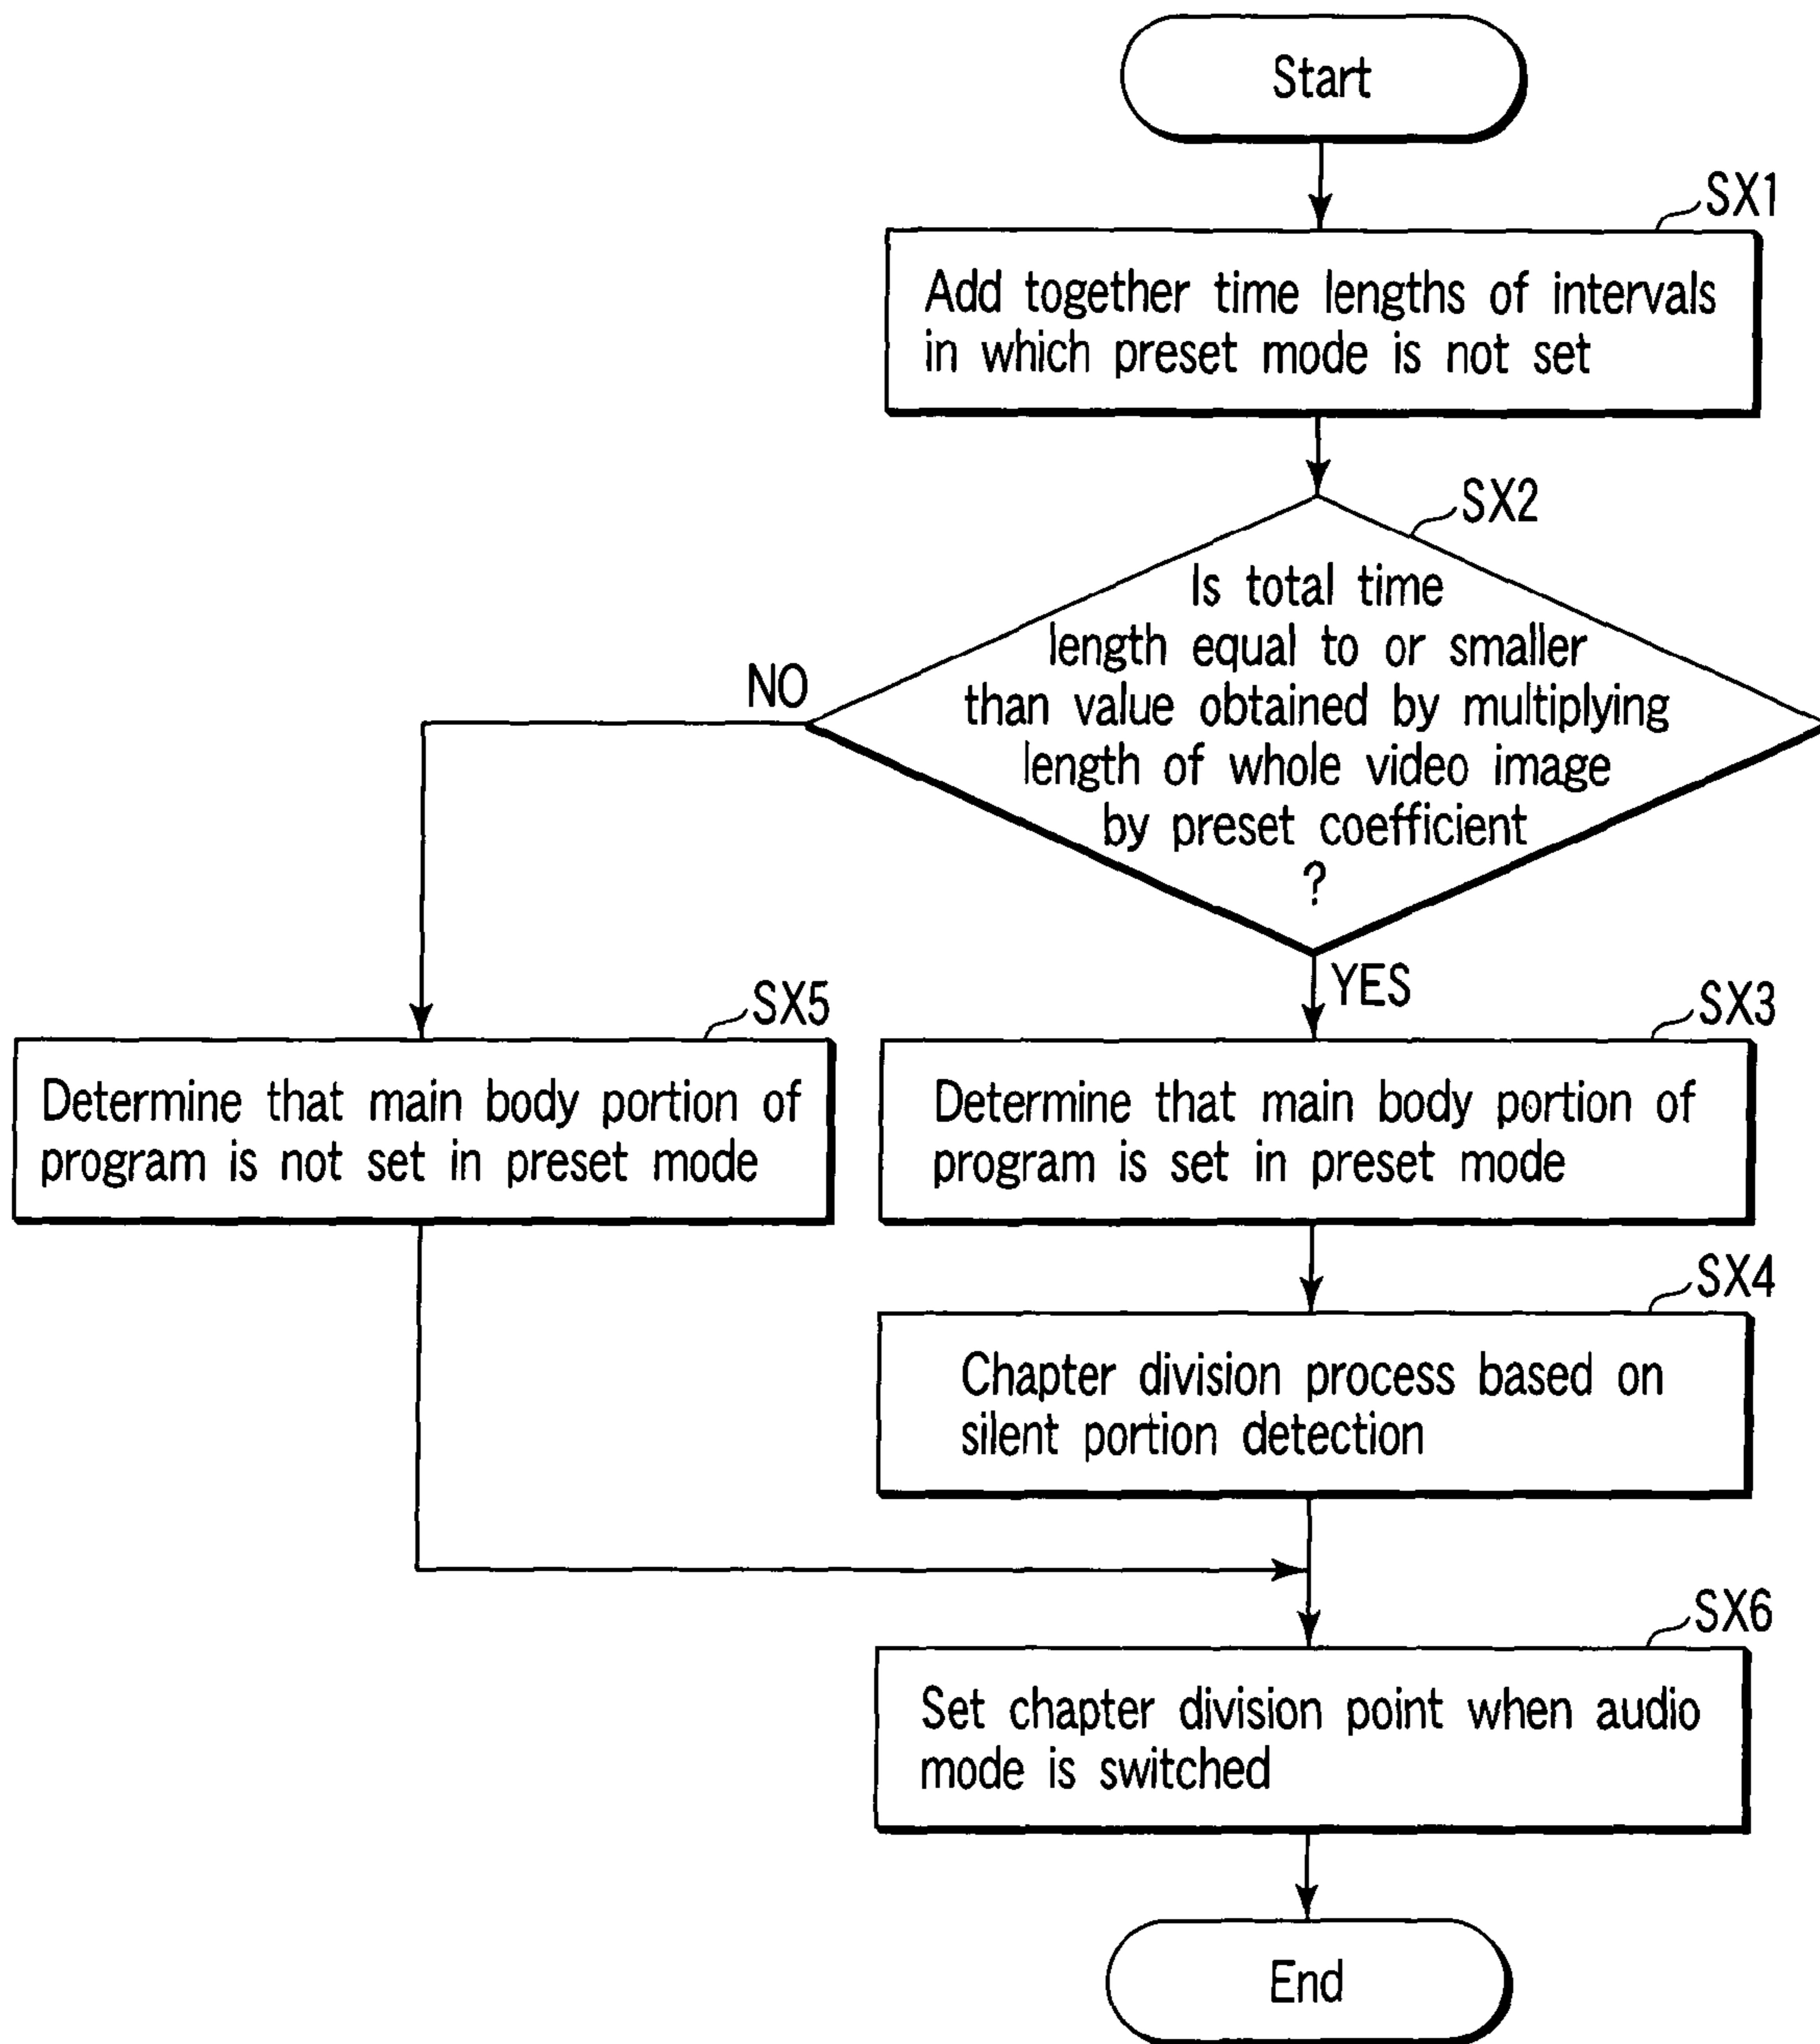 Start
SX1
Add together time lengths of intervals
in which preset mode is not set
SX2
Is total time
length equal to or smaller
than value obtained by multiplying
length of whole video image
by preset coefficient
?
NO
YES
SX5
Determine that main body portion of
program is not set in preset mode
SX3
Determine that main body portion of
program is set in preset mode
SX4
Chapter division process based on
silent portion detection
SX6
Set chapter division point when audio
mode is switched
End